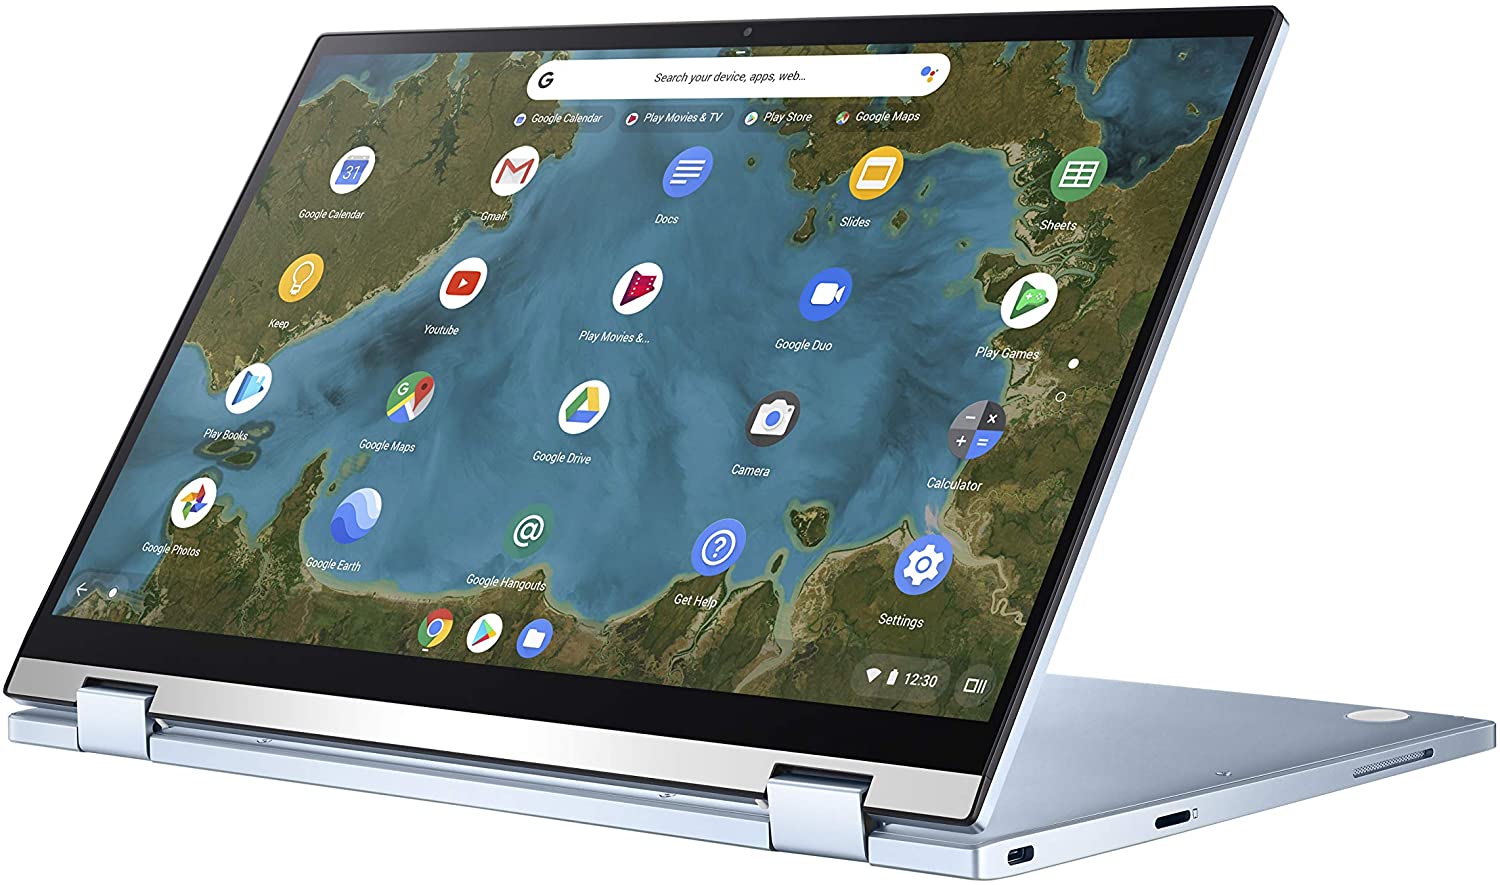 G
Search your device, apps, web...
Google Calendar
Play Movies & TV
Play Store
Google Maps
31
Google Calendar
Gmail
Docs
Slides
Sheets
Keep
Youtube
Play Movies &...
Google Duo
Play Games
Play Books
G
Google Maps
Google Drive
Camera
Calculator
Google Photos
Google Earth
@
Google Hangouts
?
Get Help
Settings
12:30